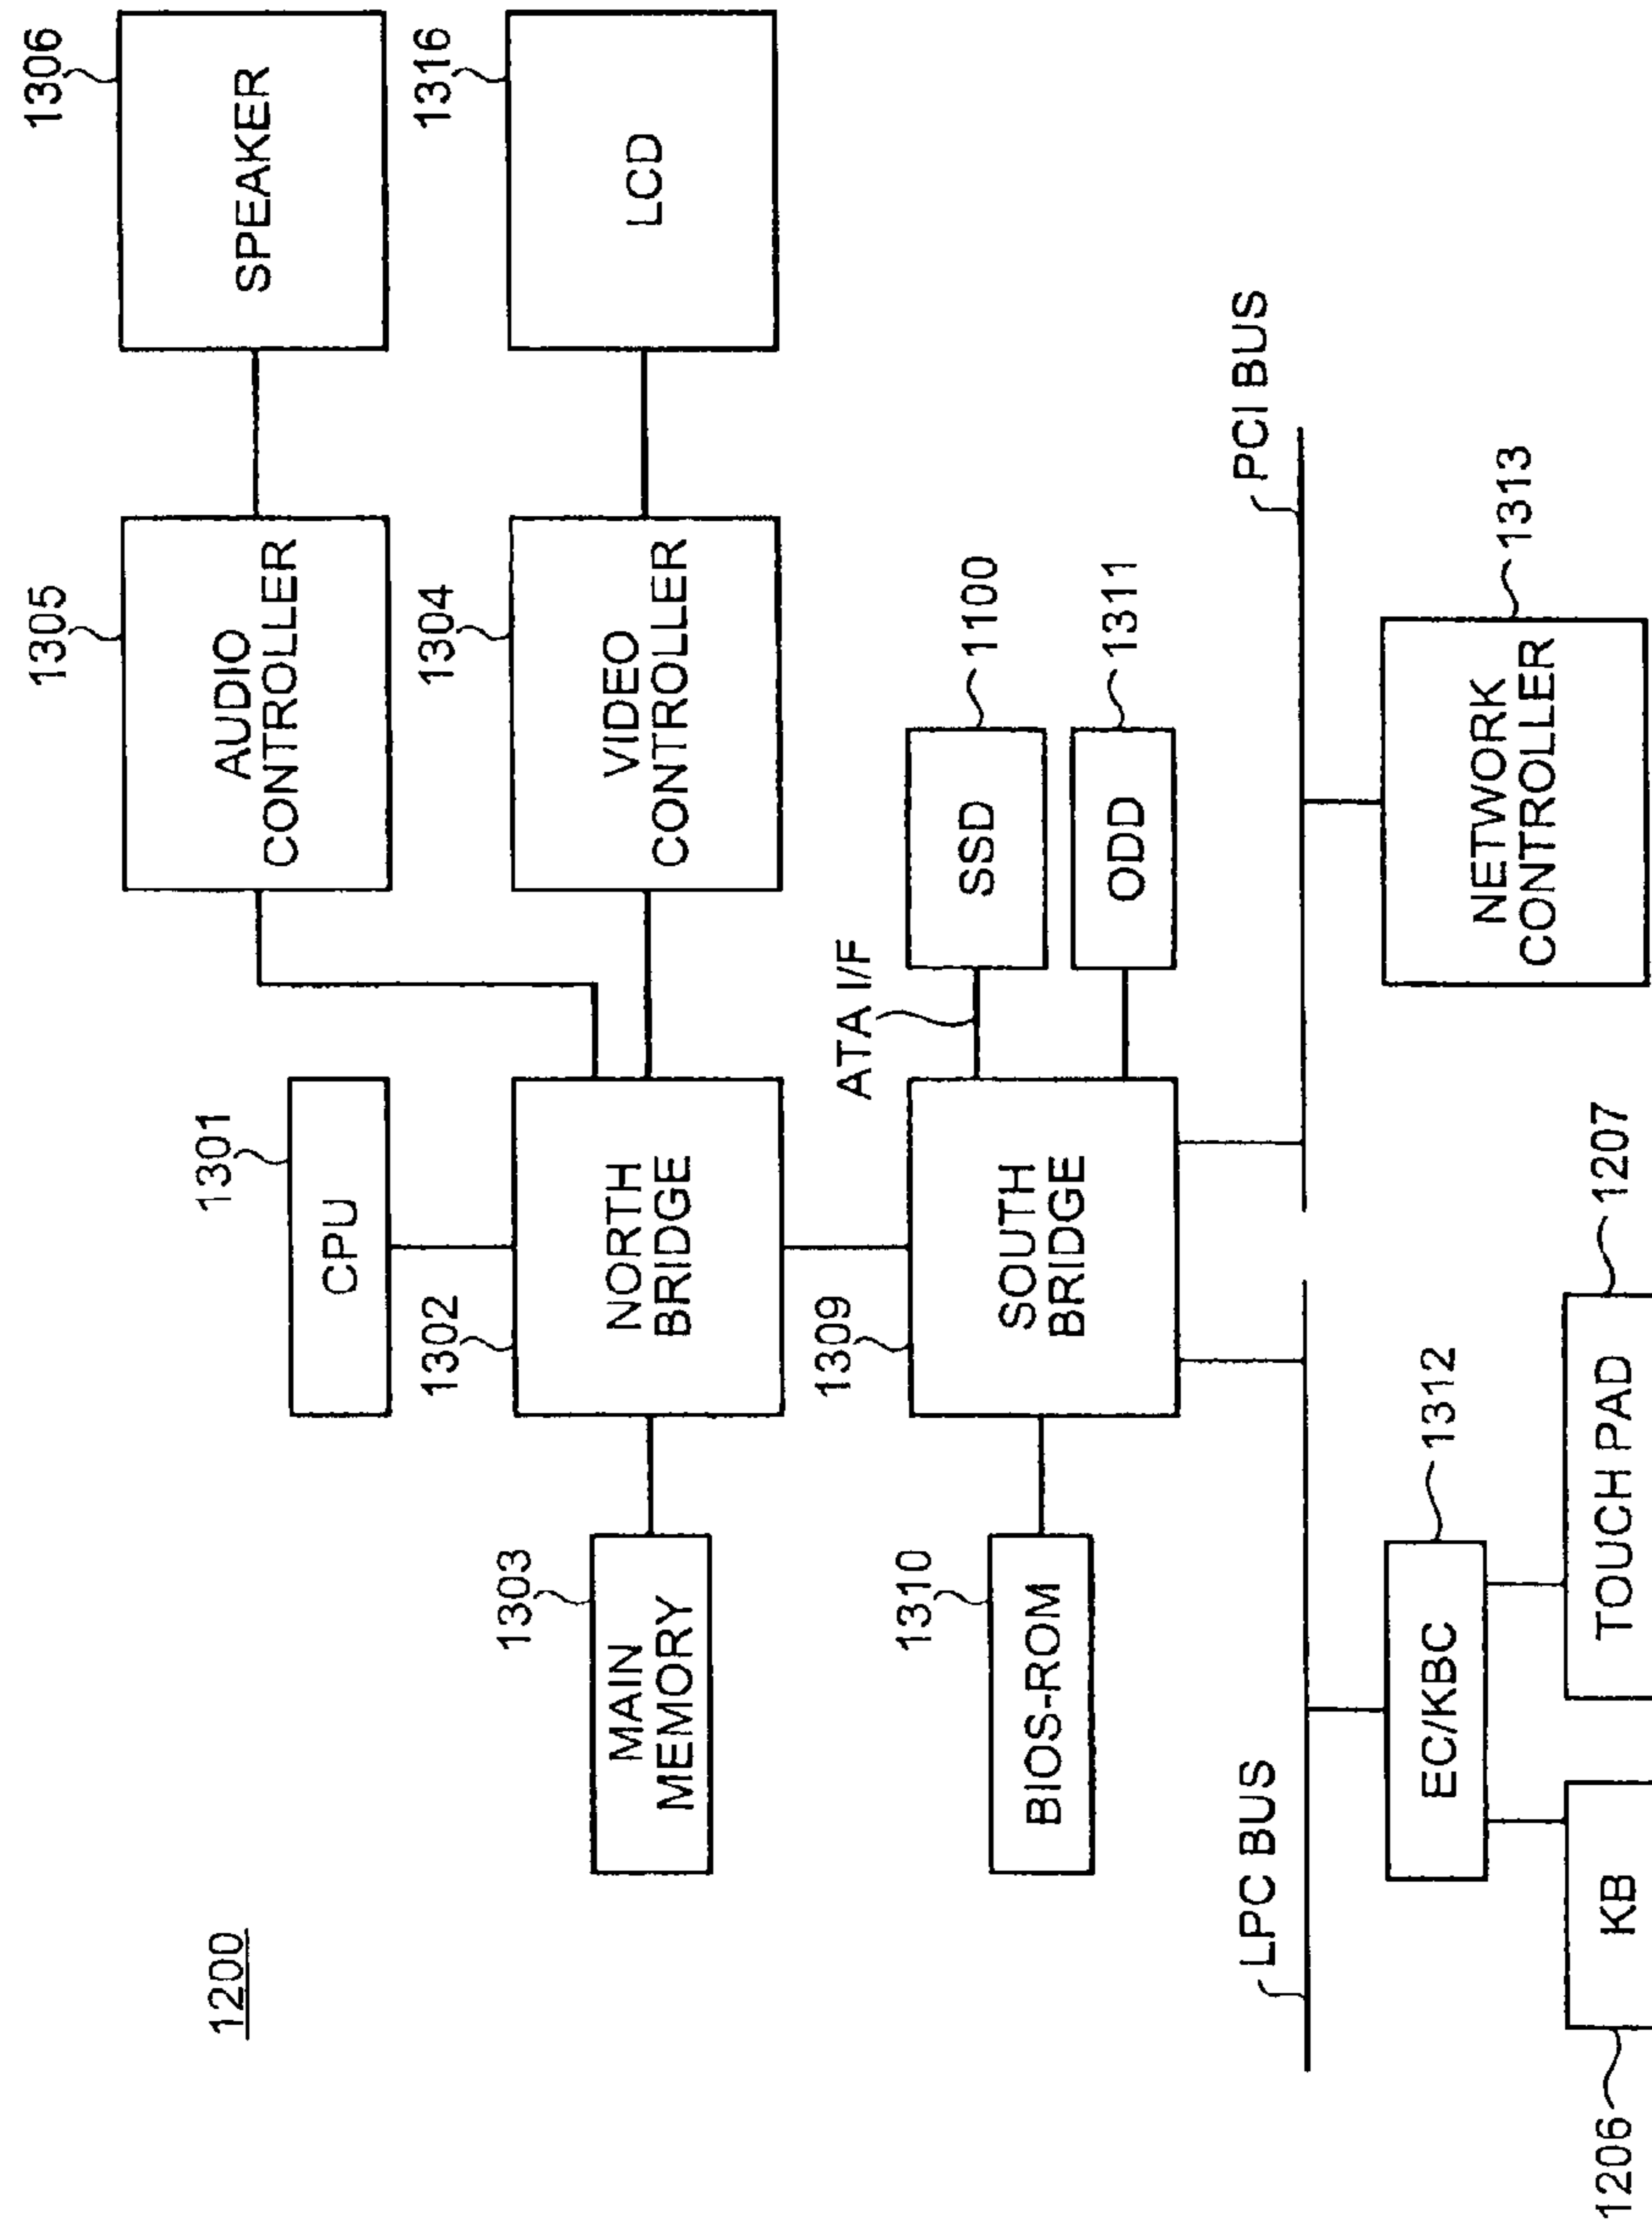 1200
1301
CPU
1305
AUDIO
CONTROLLER
1306
SPEAKER
1303
MAIN
MEMORY
1302
NORTH
BRIDGE
1304
VIDEO
CONTROLLER
1316
LCD
1310
BIOS-ROM
1309
SOUTH
BRIDGE
ATA I/F
SSD
1100
ODD
1311
LPC BUS
PCI BUS
EC/KBC
1312
NETWORK
CONTROLLER
1313
1206
KB
TOUCH PAD
1207